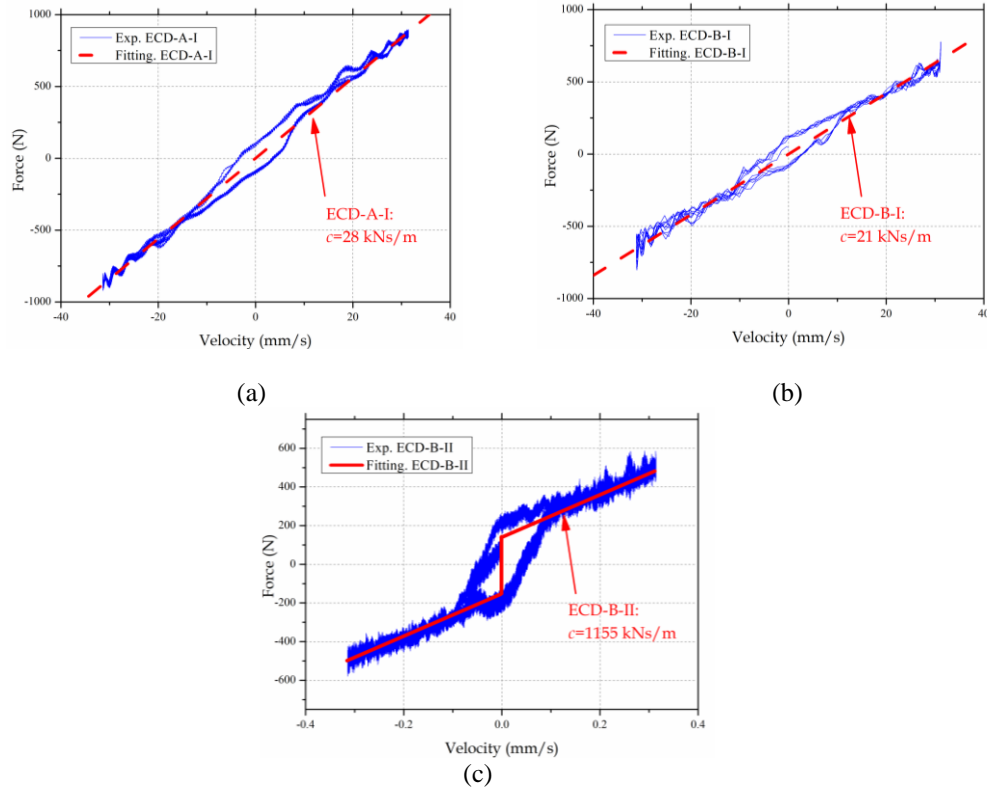 1000
500
0
-500
-1000
Force (N)
Exp. ECD-A-I
Fitting. ECD-A-I
ECD-A-I:
c=28 kNs/m
-40 -20 0 20 40
Velocity (mm/s)
(a)
1000
500
0
-500
-1000
Force (N)
Exp. ECD-B-I
Fitting. ECD-B-I
ECD-B-I:
c=21 kNs/m
-40 -20 0 20 40
Velocity (mm/s)
(b)
600
400
200
0
-200
-400
-600
Force (N)
Exp. ECD-B-II
Fitting. ECD-B-II
ECD-B-II:
c=1155 kNs/m
-0.4 -0.2 0.0 0.2 0.4
Velocity (mm/s)
(c)